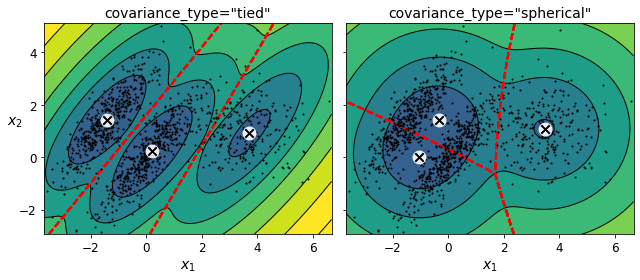 covariance_type="tied"
covariance_type="spherical"
x₂
4
2
0
−2
−2 0 2 4 6
−2 0 2 4 6
x₁
x₁